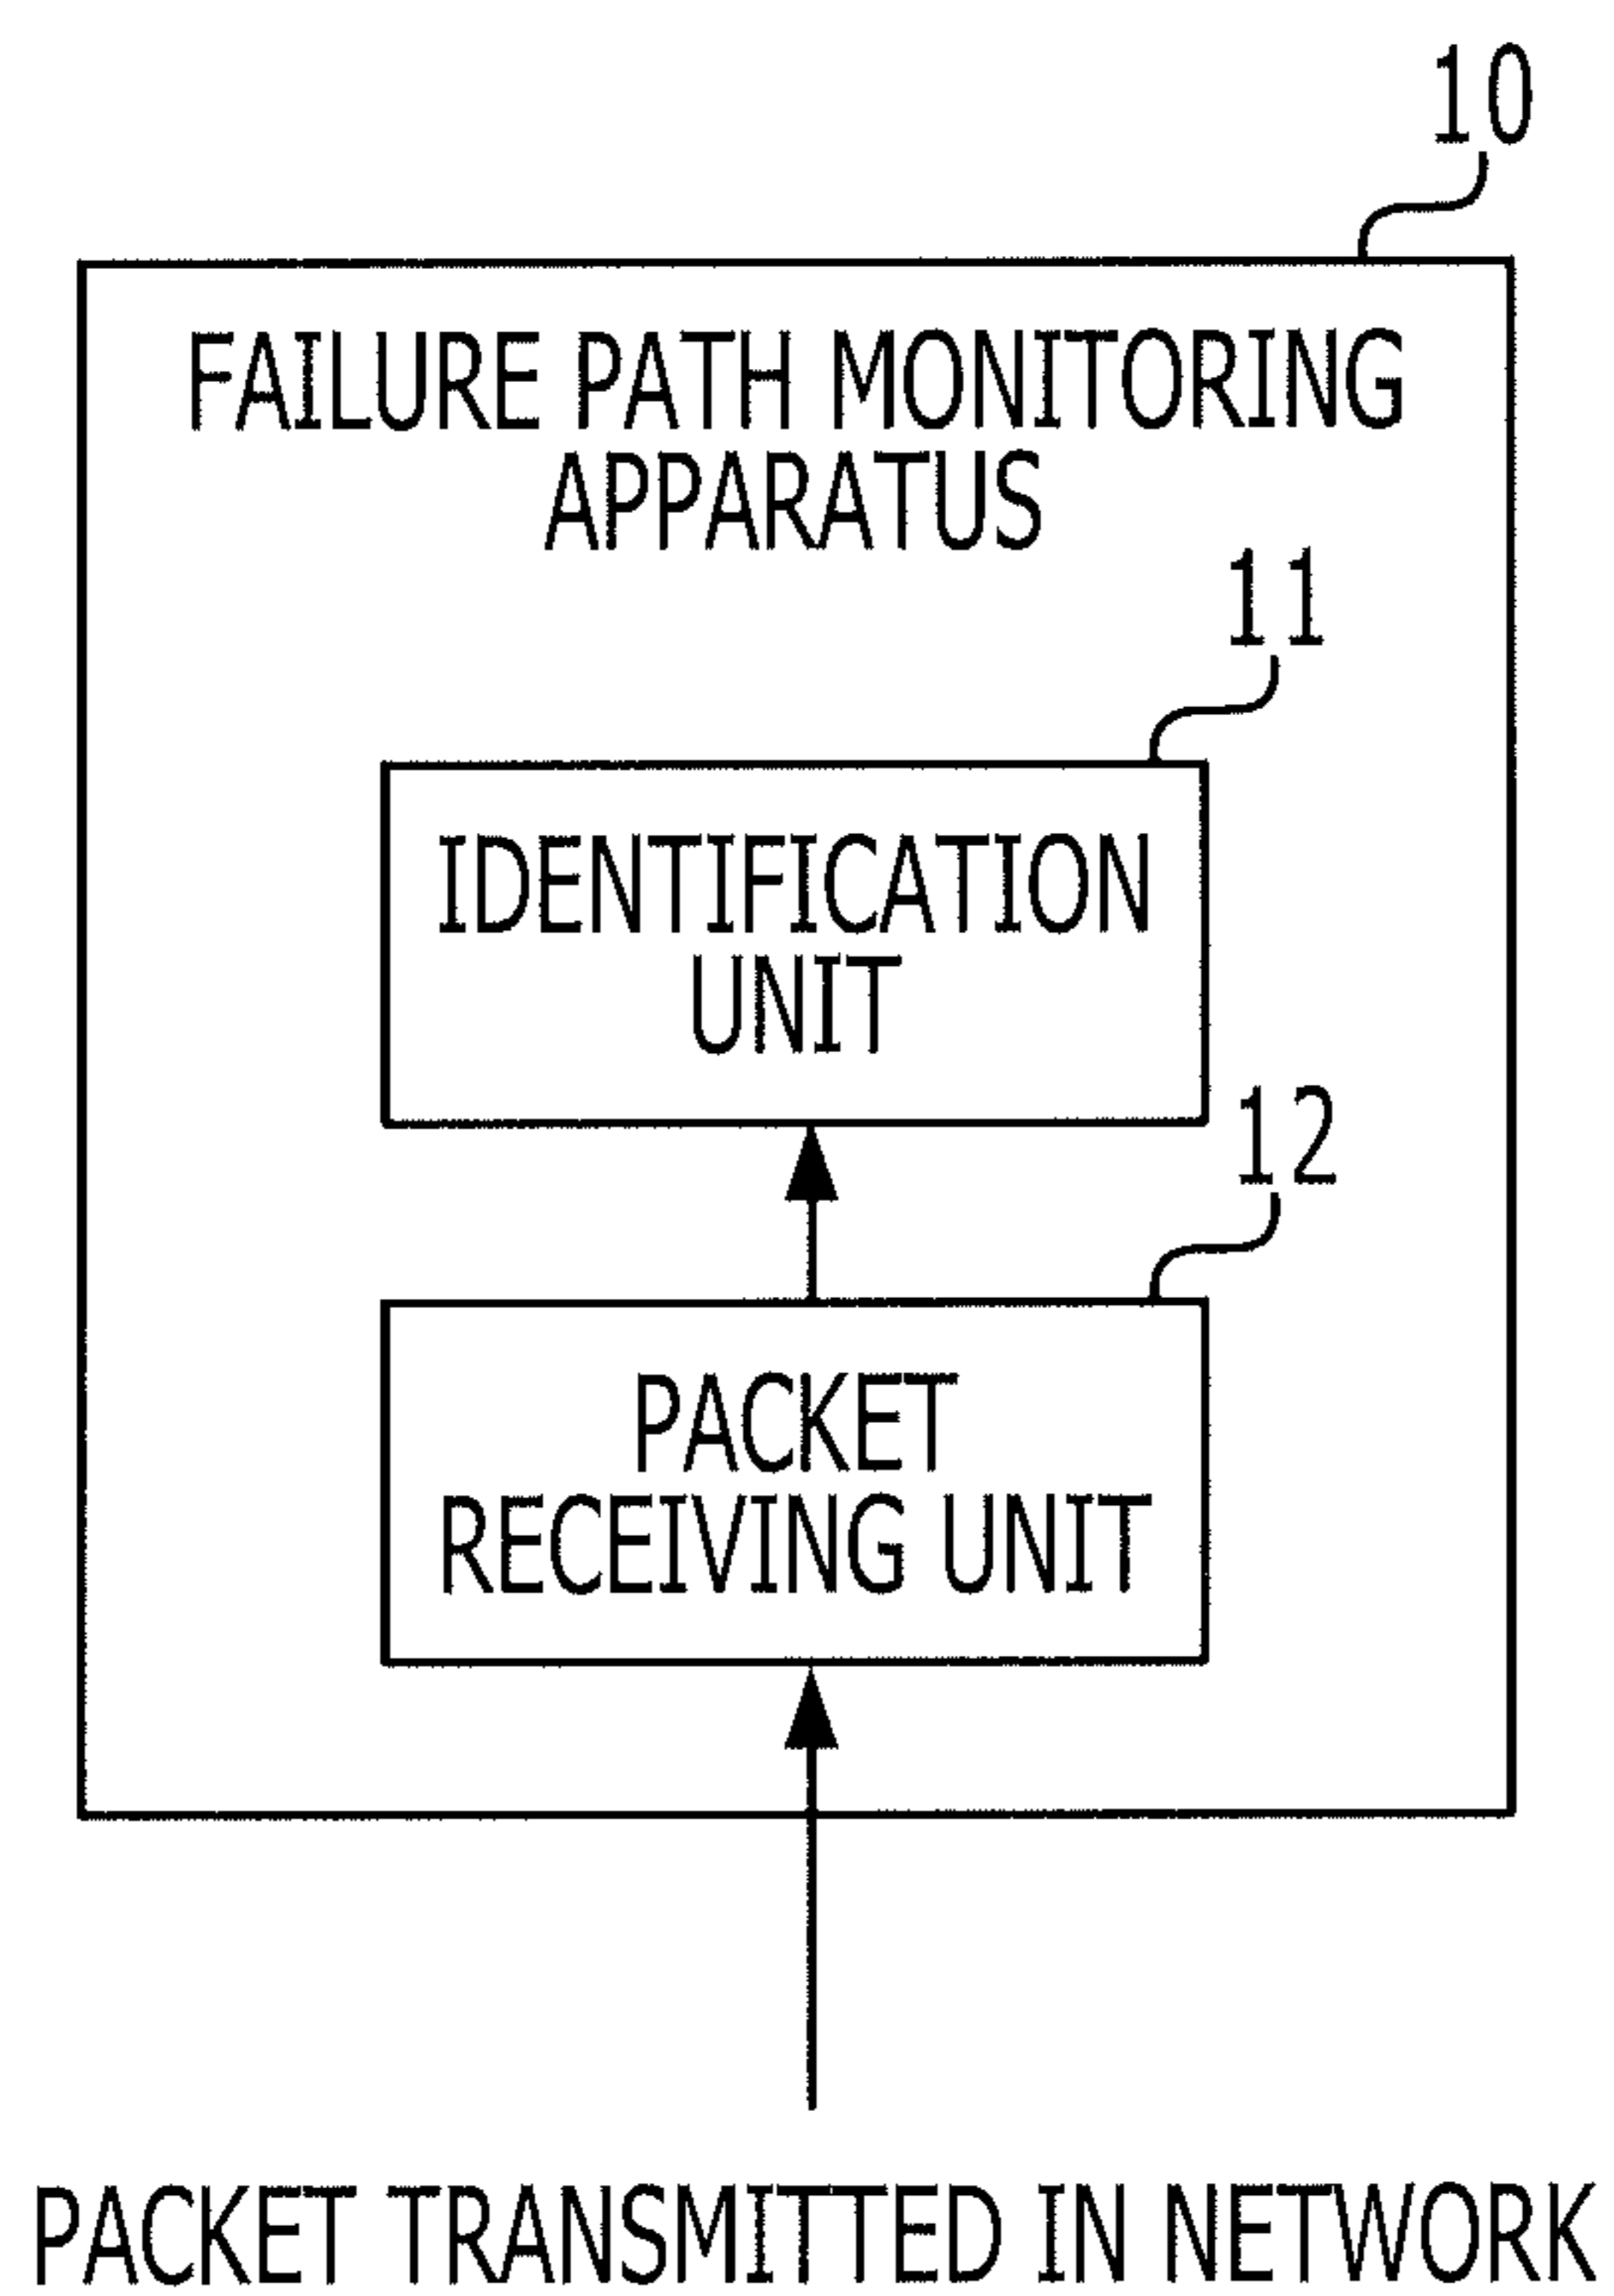 10
FAILURE PATH MONITORING
APPARATUS
11
IDENTIFICATION
UNIT
12
PACKET
RECEIVING UNIT
PACKET TRANSMITTED IN NETWORK